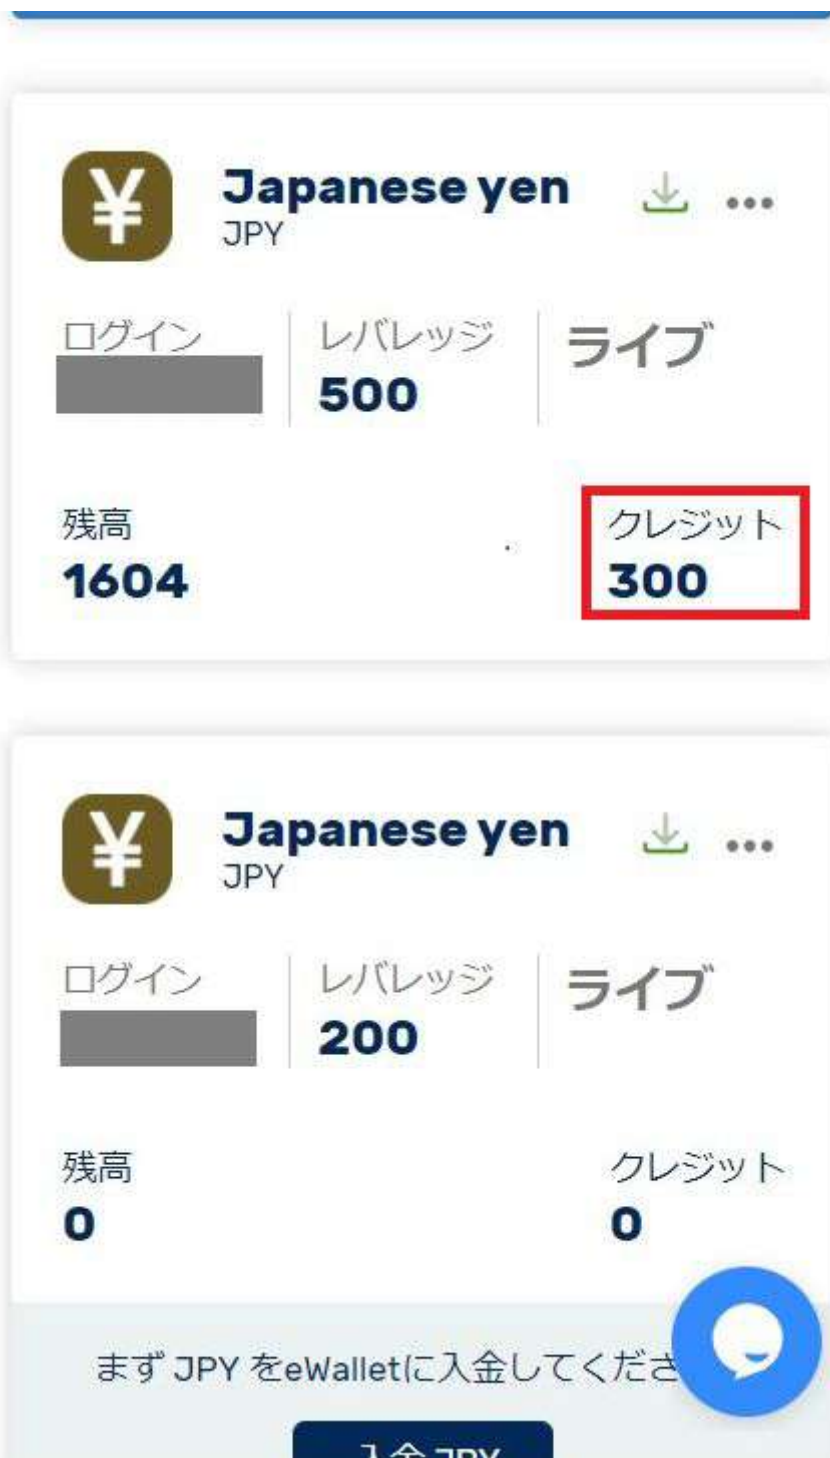 ¥
Japanese yen
JPY
ログイン レバレッジ ライブ
500
残高 クレジット
1604 300
¥
Japanese yen
JPY
ログイン レバレッジ ライブ
200
残高 クレジット
0 0
まず JPY をeWalletに入金してくださ
入金 JPY